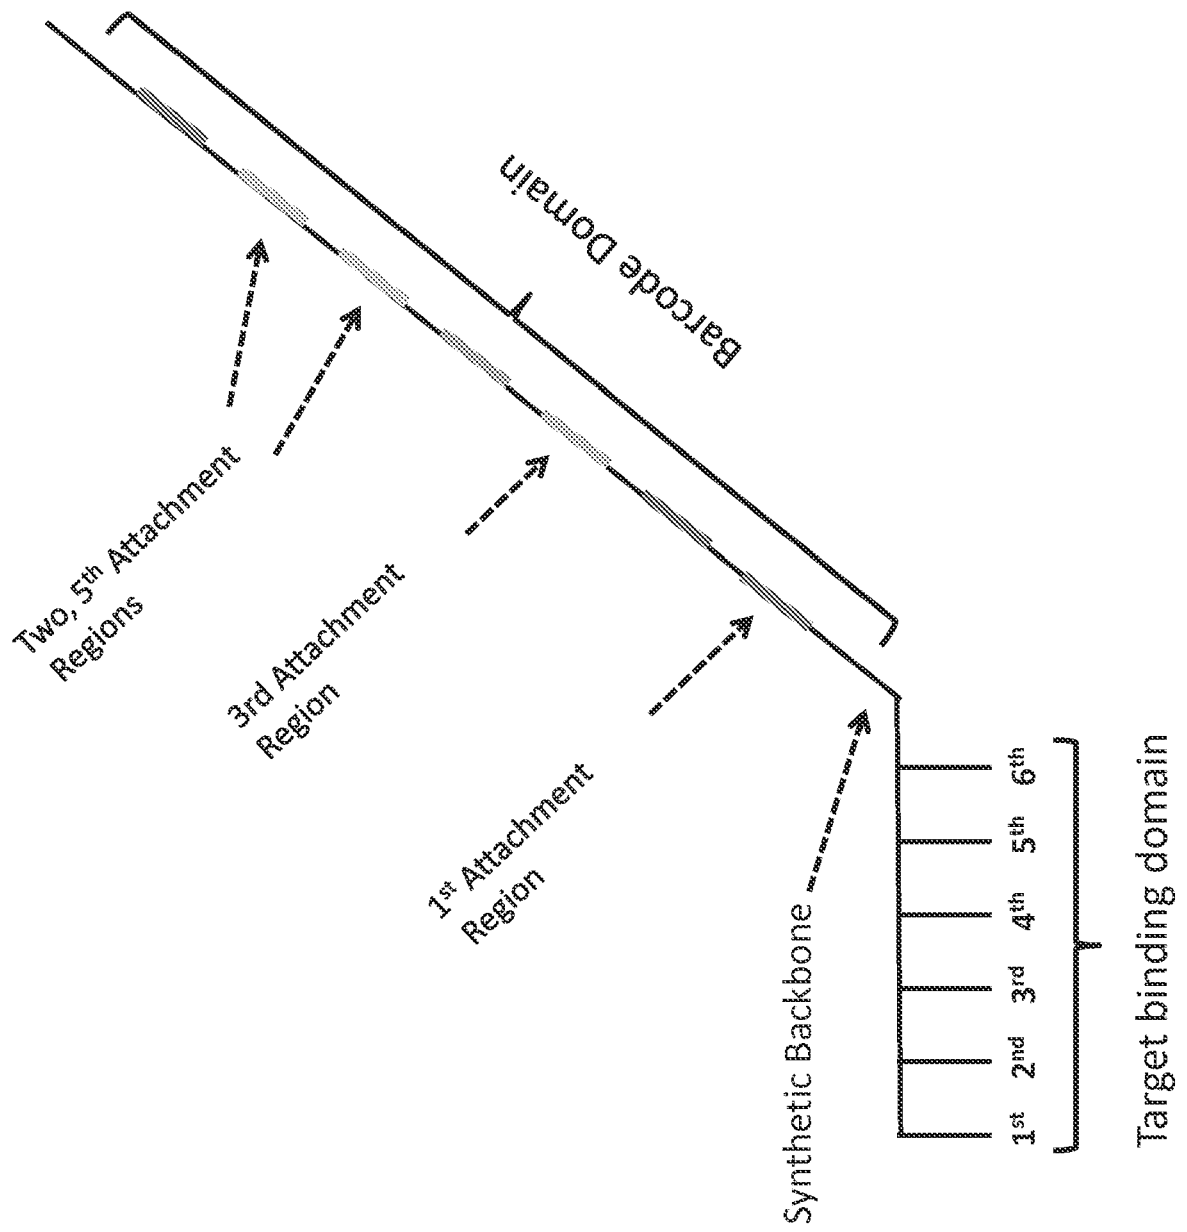 Two, 5th Attachment
Regions
3rd Attachment
Region
1st Attachment
Region
Barcode Domain
Synthetic Backbone
1st 2nd 3rd 4th 5th 6th
Target binding domain